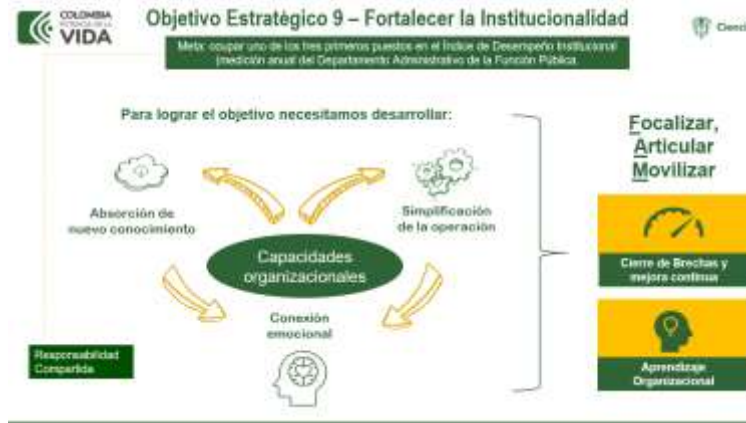 COLOMBIA
POTENCIA DE LA
VIDA
Objetivo Estratégico 9 – Fortalecer la Institucionalidad
Meta: ocupar uno de los tres primeros puestos en el Índice de Desempeño Institucional
(medición anual del Departamento Administrativo de la Función Pública.
Cienci
Para lograr el objetivo necesitamos desarrollar:
Absorción de
nuevo conocimiento
Simplificación
de la operación
Capacidades
organizacionales
Conexión
emocional
Responsabilidad
Compartida
Focalizar,
Articular
Movilizar
Cierre de Brechas y
mejora continua
Aprendizaje
Organizacional